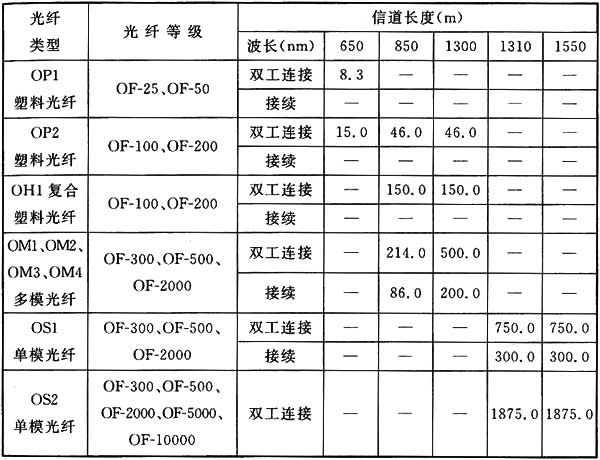 光纤类型 光纤等级 信道长度(m)
波长(nm) 650 850 1300 1310 1550
OP1 塑料光纤 OF-25、OF-50 双工连接 8.3 — — — —
接续 — — — — —
OP2 塑料光纤 OF-100、OF-200 双工连接 15.0 46.0 46.0 — —
接续 — — — — —
OH1复合塑料光纤 OF-100、OF-200 双工连接 — 150.0 150.0 — —
接续 — — — — —
OM1、OM2、OM3、OM4 多模光纤 OF-300、OF-500、OF-2000 双工连接 — 214.0 500.0 — —
接续 — 86.0 200.0 — —
OS1 单模光纤 OF-300、OF-500、OF-2000 双工连接 — — — 750.0 750.0
接续 — — — 300.0 300.0
OS2 单模光纤 OF-300、OF-500、OF-2000、OF-5000、OF-10000 双工连接 — — — 1875.0 1875.0